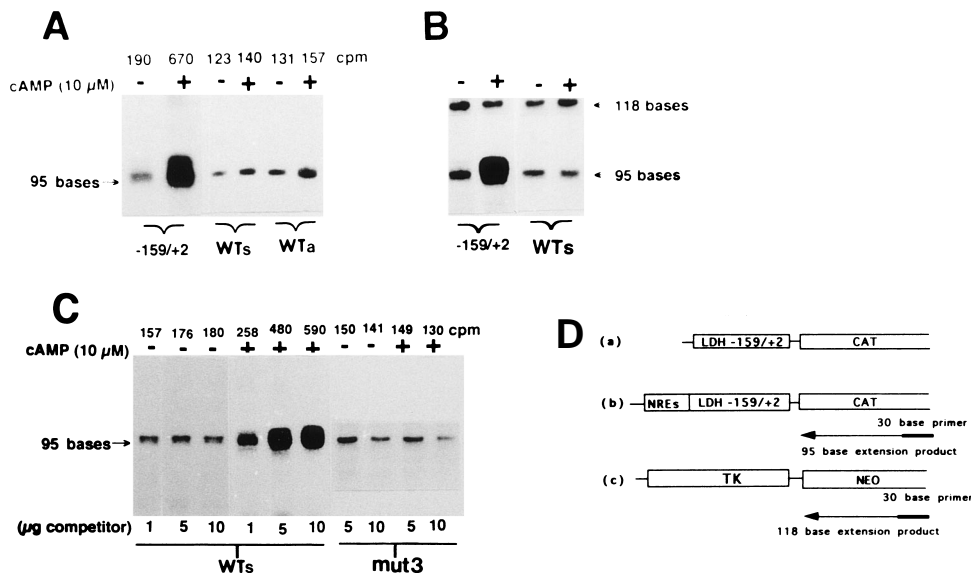 A
190 670 123 140 131 157 cpm
cAMP (10 µM) - + - + - +
95 bases
-159/+2 WTs WTa
B
- + - +
118 bases
95 bases
-159/+2 WTs
C
157 176 180 258 480 590 150 141 149 130 cpm
cAMP (10 µM) - - - + + + - - + +
95 bases
(µg competitor) 1 5 10 1 5 10 5 10 5 10
WTs mut3
D
(a) LDH -159/+2 CAT
(b) NREs LDH -159/+2 CAT
30 base primer
95 base extension product
(c) TK NEO
30 base primer
118 base extension product